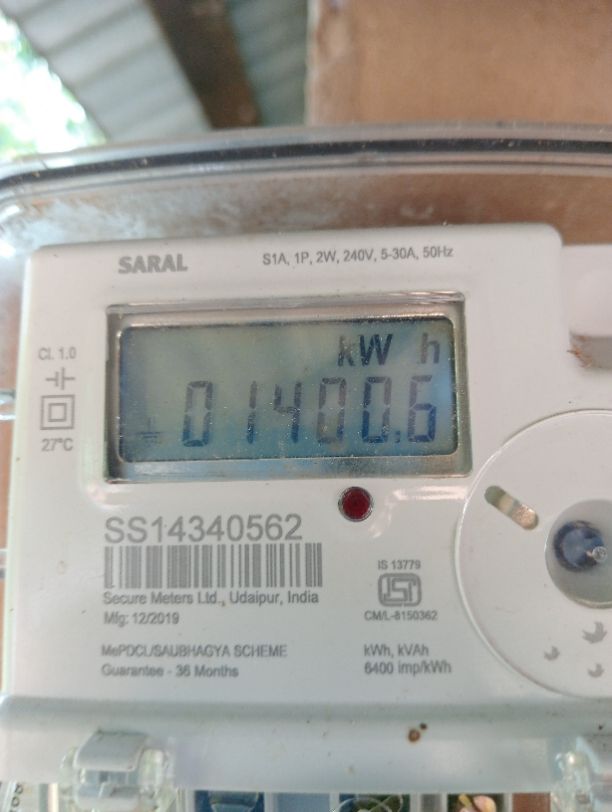 SARAL
S1A, 1P, 2W, 240V, 5-30A, 50Hz
Cl. 1.0
27°C
kW h
01400.6
SS14340562
Secure Meters Ltd., Udaipur, India
Mfg: 12/2019
IS 13779
CM/L-8150362
MePDCL/SAUBHAGYA SCHEME
Guarantee - 36 Months
kWh, kVAh
6400 imp/kWh